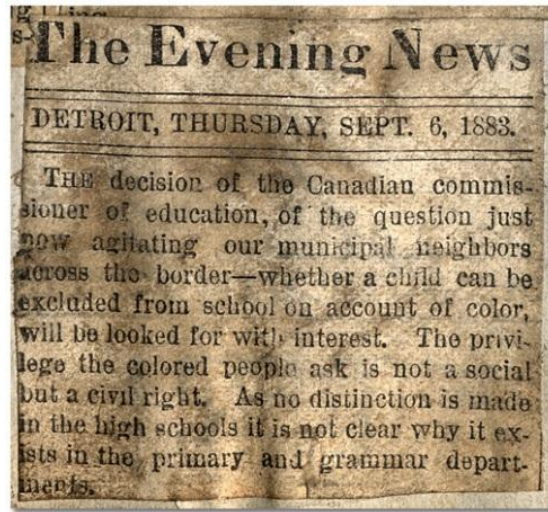 The Evening News
DETROIT, THURSDAY, SEPT. 6, 1883.
THE decision of the Canadian commis-
sioner of education, of the question just
now agitating our municipal neighbors
across the border—whether a child can be
excluded from school on account of color,
will be looked for with interest. The privi-
lege the colored people ask is not a social
but a civil right. As no distinction is made
in the high schools it is not clear why it ex-
ists in the primary and grammar depart-
ments.